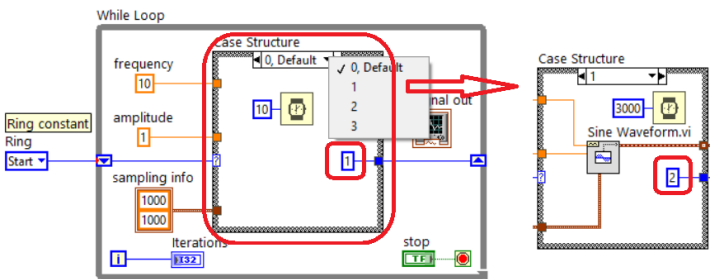 While Loop
Case Structure
0, Default
✓ 0, Default
1
2
3
frequency
10
10
nal out
amplitude
1
Ring constant
Ring
Start
?
1
sampling info
1000
1000
Iterations
i
I32
stop
TF
Case Structure
1
3000
Sine Waveform.vi
?
2